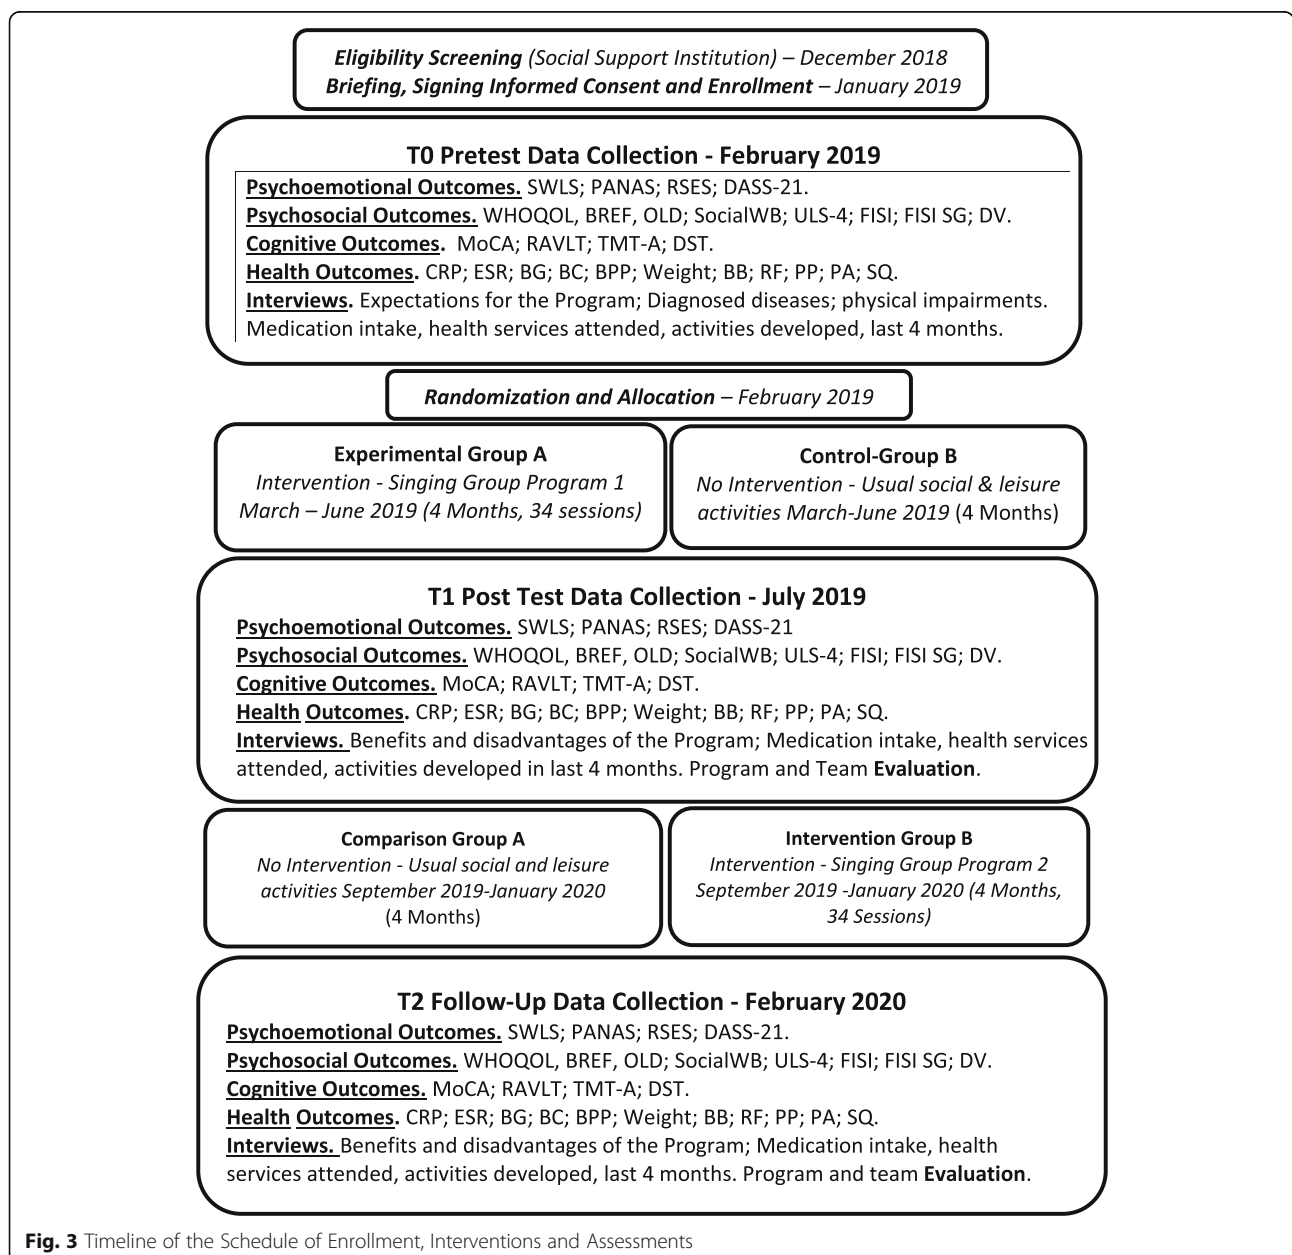 Eligibility Screening (Social Support Institution) – December 2018
Briefing, Signing Informed Consent and Enrollment – January 2019
T0 Pretest Data Collection - February 2019
Psychoemotional Outcomes. SWLS; PANAS; RSES; DASS-21.
Psychosocial Outcomes. WHOQOL, BREF, OLD; SocialWB; ULS-4; FISI; FISI SG; DV.
Cognitive Outcomes. MoCA; RAVLT; TMT-A; DST.
Health Outcomes. CRP; ESR; BG; BC; BPP; Weight; BB; RF; PP; PA; SQ.
Interviews. Expectations for the Program; Diagnosed diseases; physical impairments.
Medication intake, health services attended, activities developed, last 4 months.
Randomization and Allocation – February 2019
Experimental Group A
Intervention - Singing Group Program 1
March – June 2019 (4 Months, 34 sessions)
Control-Group B
No Intervention - Usual social & leisure
activities March-June 2019 (4 Months)
T1 Post Test Data Collection - July 2019
Psychoemotional Outcomes. SWLS; PANAS; RSES; DASS-21
Psychosocial Outcomes. WHOQOL, BREF, OLD; SocialWB; ULS-4; FISI; FISI SG; DV.
Cognitive Outcomes. MoCA; RAVLT; TMT-A; DST.
Health Outcomes. CRP; ESR; BG; BC; BPP; Weight; BB; RF; PP; PA; SQ.
Interviews. Benefits and disadvantages of the Program; Medication intake, health services
attended, activities developed in last 4 months. Program and Team Evaluation.
Comparison Group A
No Intervention - Usual social and leisure
activities September 2019-January 2020
(4 Months)
Intervention Group B
Intervention - Singing Group Program 2
September 2019 -January 2020 (4 Months,
34 Sessions)
T2 Follow-Up Data Collection - February 2020
Psychoemotional Outcomes. SWLS; PANAS; RSES; DASS-21.
Psychosocial Outcomes. WHOQOL, BREF, OLD; SocialWB; ULS-4; FISI; FISI SG; DV.
Cognitive Outcomes. MoCA; RAVLT; TMT-A; DST.
Health Outcomes. CRP; ESR; BG; BC; BPP; Weight; BB; RF; PP; PA; SQ.
Interviews. Benefits and disadvantages of the Program; Medication intake, health
services attended, activities developed, last 4 months. Program and team Evaluation.
Fig. 3 Timeline of the Schedule of Enrollment, Interventions and Assessments